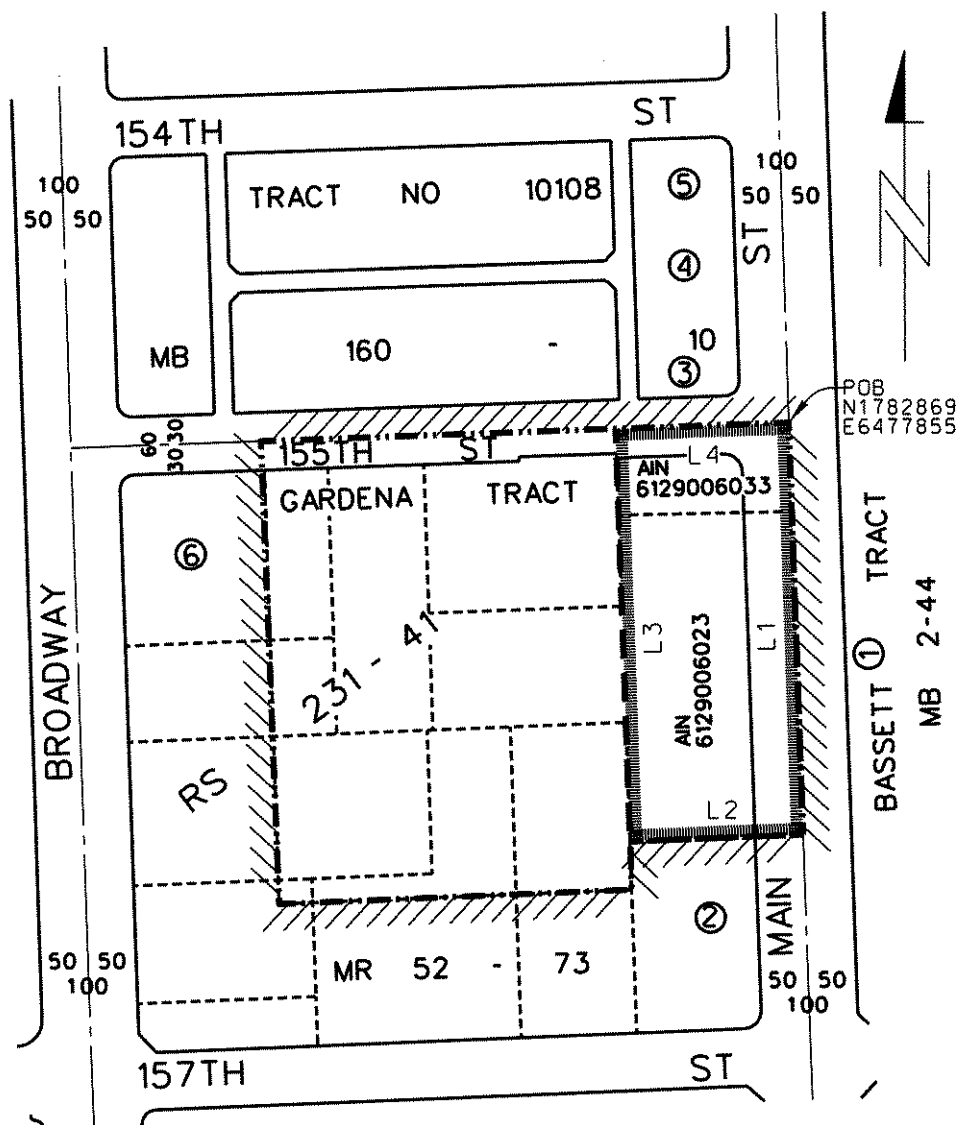 154TH ST
100
50 50
TRACT NO 10108
⑤
100
50 50
ST
④
MB 160 - 10
③
POB
N1782869
E6477855
60
30 30
155TH ST
L4
AIN
6129006033
GARDENA TRACT
⑥
231 - 41
L3
L1
AIN
6129006023
BASSETT ① TRACT
MB 2-44
BROADWAY
RS
L2
②
MAIN
50 50
100
MR 52 - 73
50 50
100
157TH ST
N